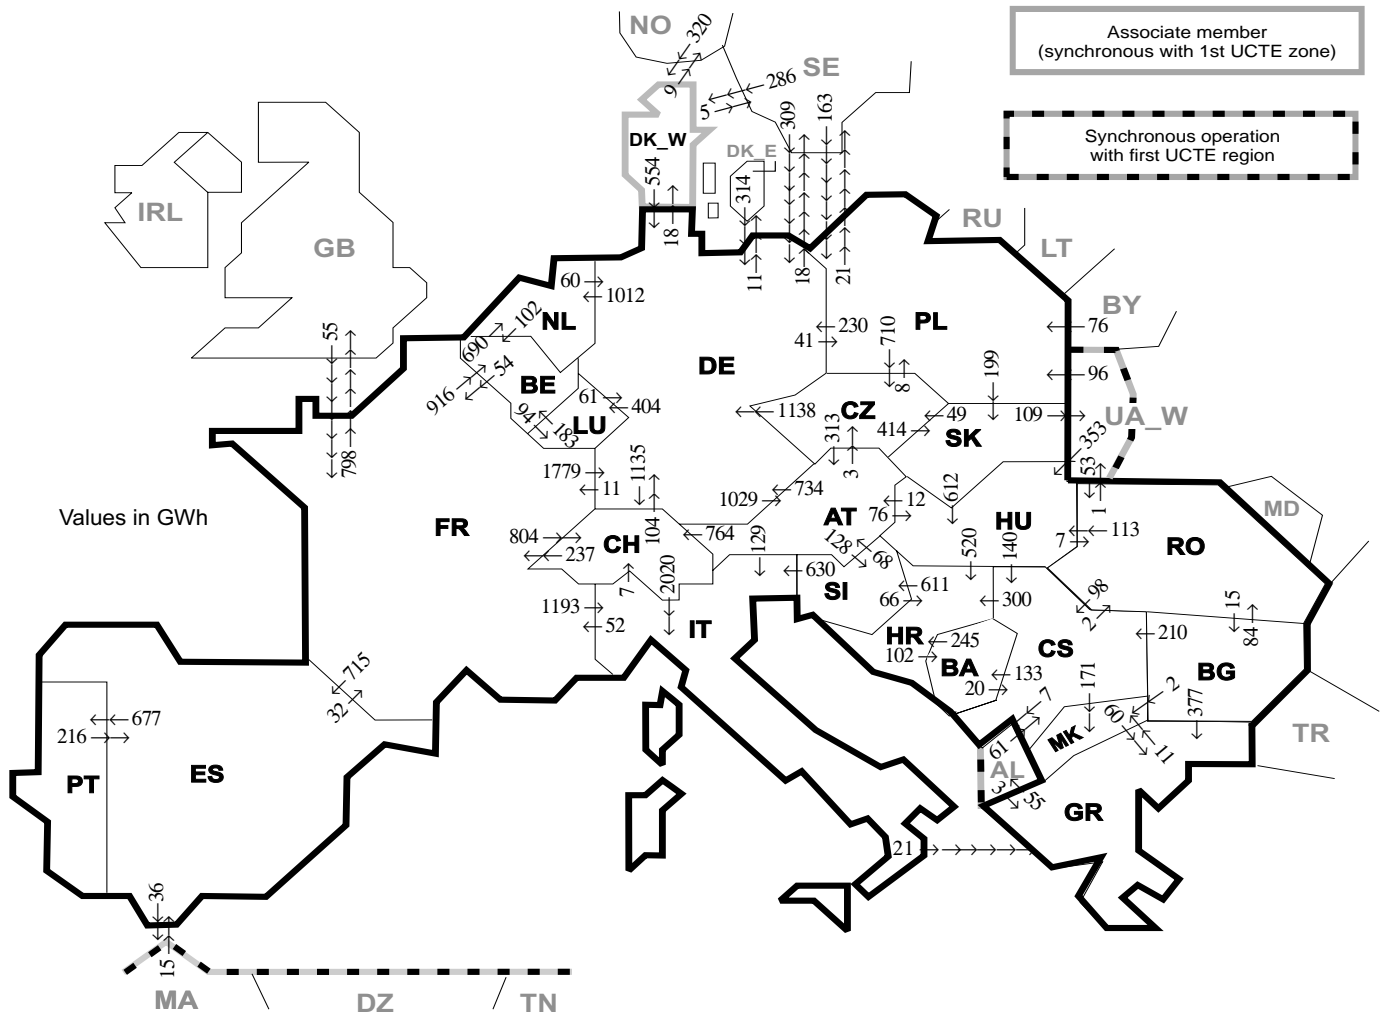 NO
320
9
SE
286
5
309
163
Associate member
(synchronous with 1st UCTE zone)
Synchronous operation
with first UCTE region
DK_W
554
18
DK_E
314
11
18
21
IRL
GB
RU
LT
BY
55
798
60
1012
102
NL
690
BE
54
916
94
183
61
404
LU
DE
230
41
710
8
PL
199
76
96
109
UA_W
353
53
1
1138
CZ
313
3
414
49
SK
612
1779
11
1135
104
1029
734
764
12
76
AT
128
68
HU
520
140
7
113
RO
MD
Values in GWh
FR
804
237
CH
7
2020
129
630
SI
611
66
300
98
2
15
84
1193
52
IT
HR
102
245
BA
20
133
CS
171
210
BG
377
715
32
677
216
PT
ES
7
61
MK
60
2
11
AL
3
55
GR
TR
21
36
15
MA
DZ
TN